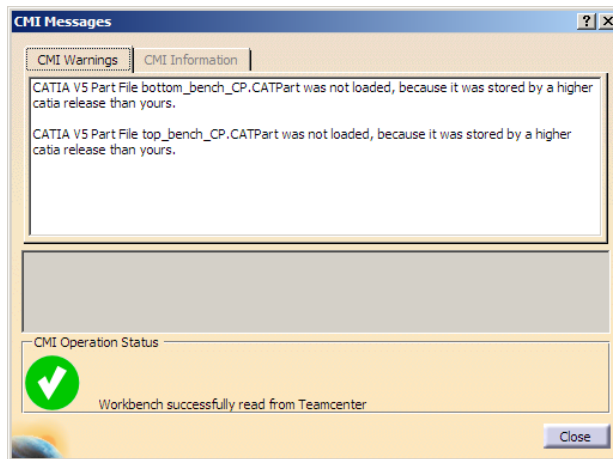 CMI Messages
CMI Warnings
CMI Information
CATIA V5 Part File bottom_bench_CP.CATPart was not loaded, because it was stored by a higher
catia release than yours.
CATIA V5 Part File top_bench_CP.CATPart was not loaded, because it was stored by a higher
catia release than yours.
CMI Operation Status
Workbench successfully read from Teamcenter
Close